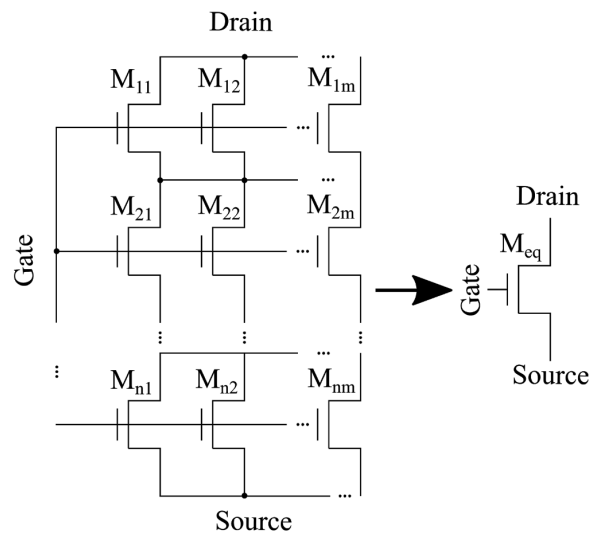 Drain
M11 M12 M1m
...
...
...
M21 M22 M2m
Gate
...
Drain
Meq
Gate
Source
... ... ...
...
...
Mn1 Mn2 Mnm
...
...
Source